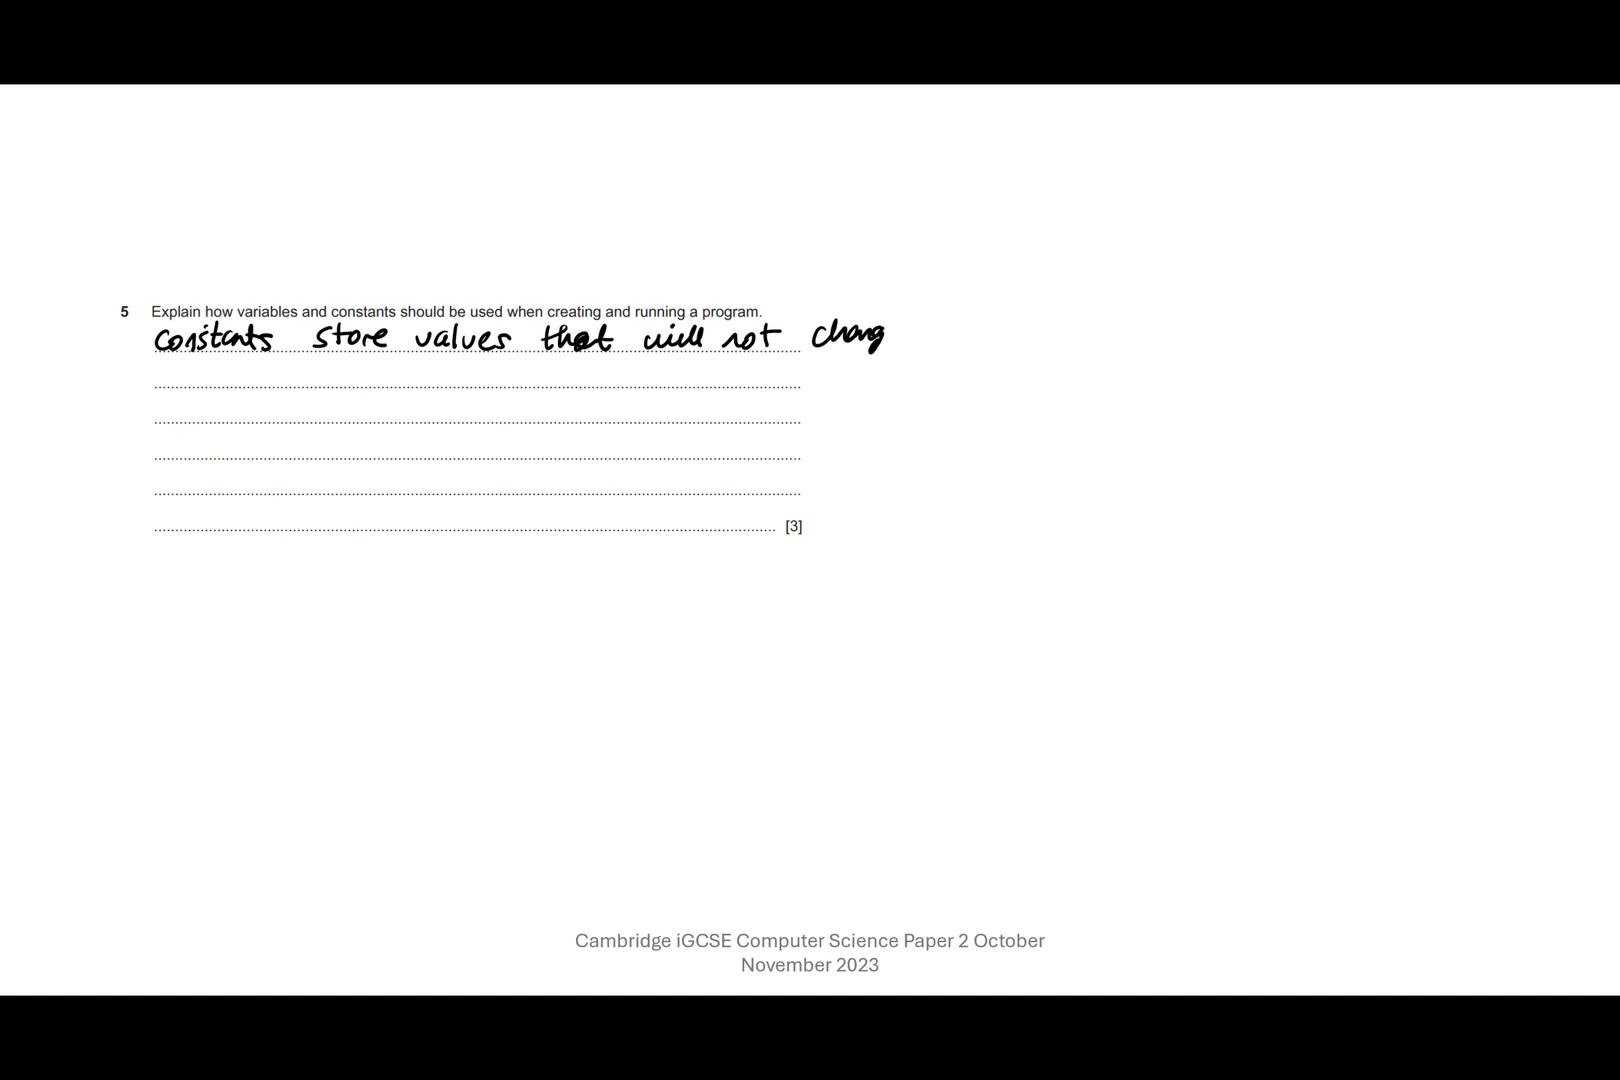 5 Explain how variables and constants should be used when creating and running a program.
constants store values that will not chang
[3]
Cambridge iGCSE Computer Science Paper 2 October
November 2023